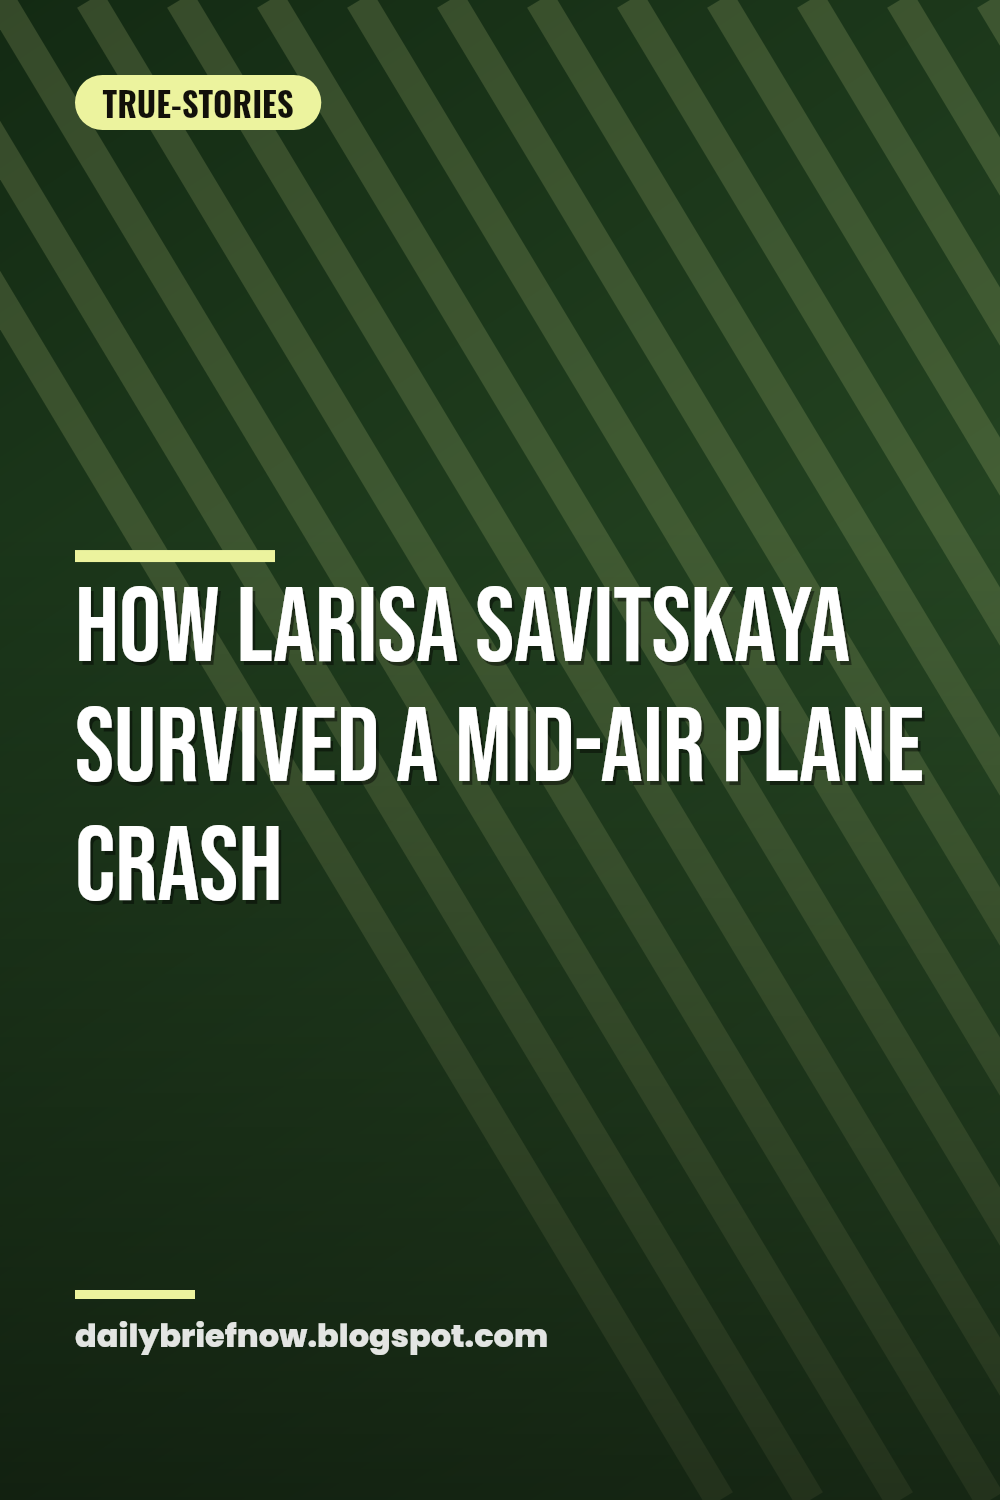 TRUE-STORIES
HOW LARISA SAVITSKAYA
SURVIVED A MID-AIR PLANE
CRASH
dailybriefnow.blogspot.com